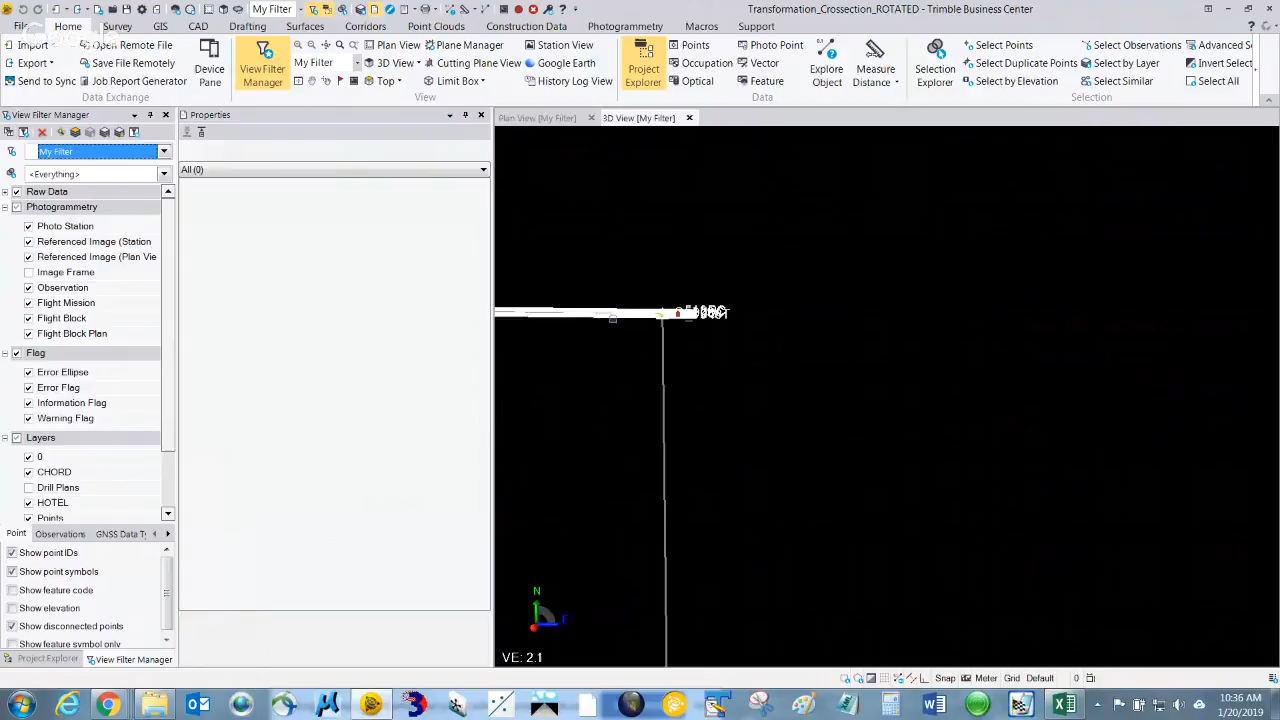 My Filter
Transformation_Crossection_ROTATED - Trimble Business Center
File Home Survey GIS CAD Drafting Surfaces Corridors Point Clouds Construction Data Photogrammetry Macros Support
Import Open Remote File
Export Save File Remotely
Send to Sync Job Report Generator
Device Pane
Data Exchange
View Filter Manager
My Filter
Plan View Plane Manager Station View
3D View Cutting Plane View Google Earth
Top Limit Box History Log View
View
Project Explorer
Points Photo Point
Occupation Vector
Optical Feature
Explore Object
Measure Distance
Data
Selection Explorer
Select Points Select Observations Advanced Se
Select Duplicate Points Select by Layer Invert Select
Select by Elevation Select Similar Select All
Selection
View Filter Manager
Properties
Plan View [My Filter]
3D View [My Filter]
My Filter
<Everything>
All (0)
Raw Data
Photogrammetry
Photo Station
Referenced Image (Station
Referenced Image (Plan Vie
Image Frame
Observation
Flight Mission
Flight Block
Flight Block Plan
Flag
Error Ellipse
Error Flag
Information Flag
Warning Flag
Layers
0
CHORD
Drill Plans
HOTEL
Points
Point Observations GNSS Data Ty
Show point IDs
Show point symbols
Show feature code
Show elevation
Show disconnected points
Show feature symbol only
Project Explorer View Filter Manager
N
E
VE: 2.1
Snap Meter Grid Default 0
10:36 AM
1/20/2019